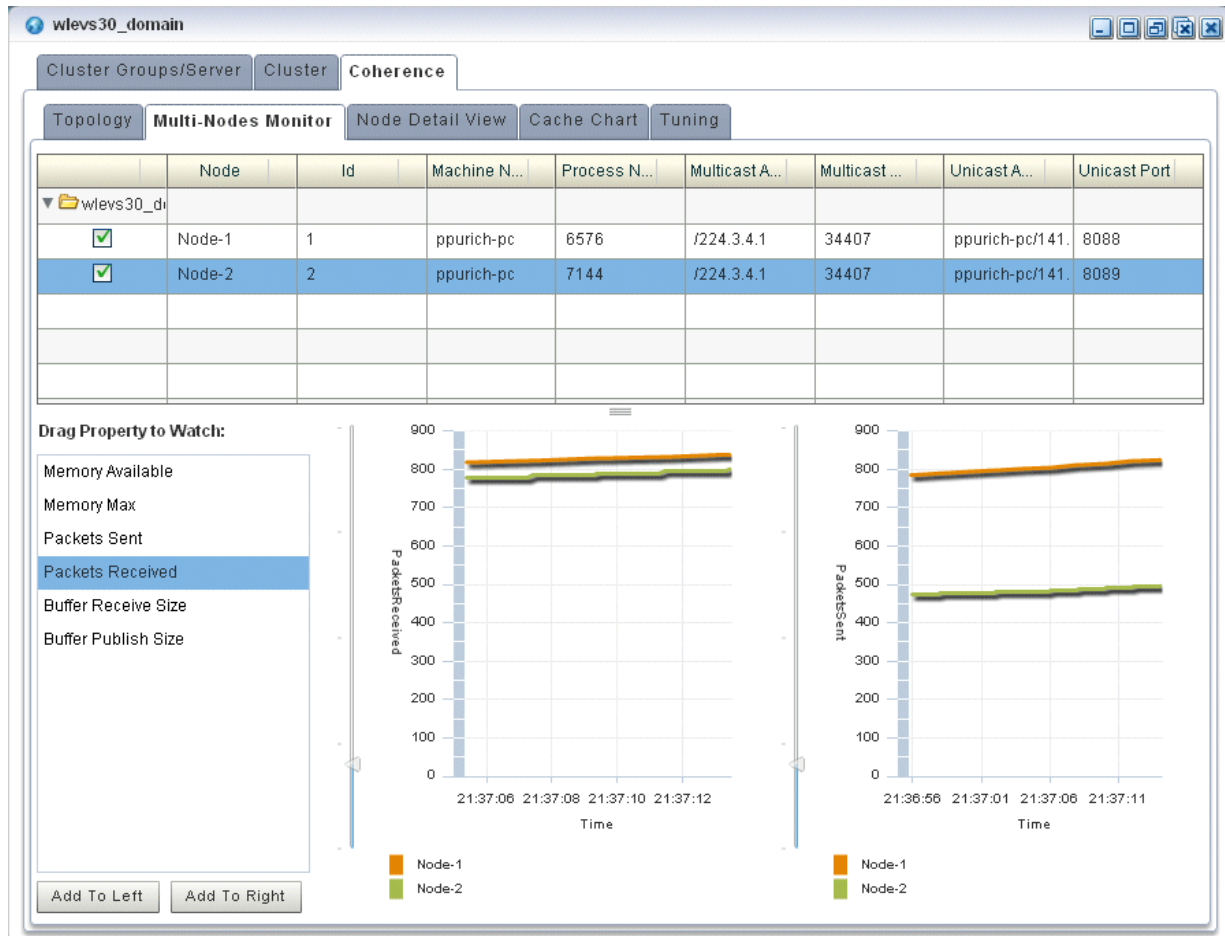 wlevs30_domain
Cluster Groups/Server Cluster Coherence
Topology Multi-Nodes Monitor Node Detail View Cache Chart Tuning
Node Id Machine N... Process N... Multicast A... Multicast ... Unicast A... Unicast Port
wlevs30_d
Node-1 1 ppurich-pc 6576 /224.3.4.1 34407 ppurich-pc/141. 8088
Node-2 2 ppurich-pc 7144 /224.3.4.1 34407 ppurich-pc/141. 8089
Drag Property to Watch:
Memory Available
Memory Max
Packets Sent
Packets Received
Buffer Receive Size
Buffer Publish Size
Add To Left Add To Right
900
800
700
600
500
400
300
200
100
0
PacketsReceived
21:37:06 21:37:08 21:37:10 21:37:12
Time
Node-1
Node-2
900
800
700
600
500
400
300
200
100
0
PacketsSent
21:36:56 21:37:01 21:37:06 21:37:11
Time
Node-1
Node-2